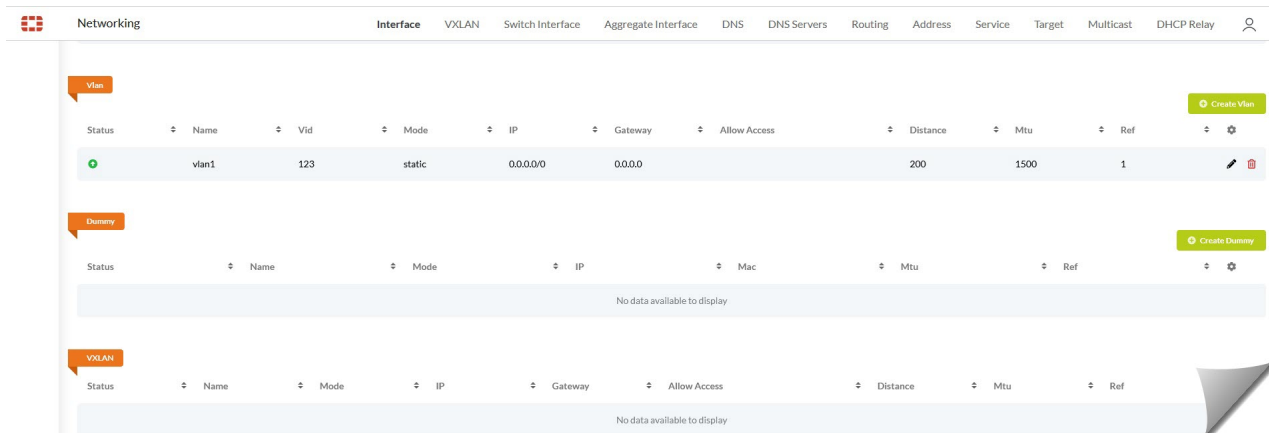 Networking Interface VXLAN Switch Interface Aggregate Interface DNS DNS Servers Routing Address Service Target Multicast DHCP Relay
Vlan
Create Vlan
Status Name Vid Mode IP Gateway Allow Access Distance Mtu Ref
vlan1 123 static 0.0.0.0/0 0.0.0.0 200 1500 1
Dummy
Create Dummy
Status Name Mode IP Mac Mtu Ref
No data available to display
VXLAN
Status Name Mode IP Gateway Allow Access Distance Mtu Ref
No data available to display